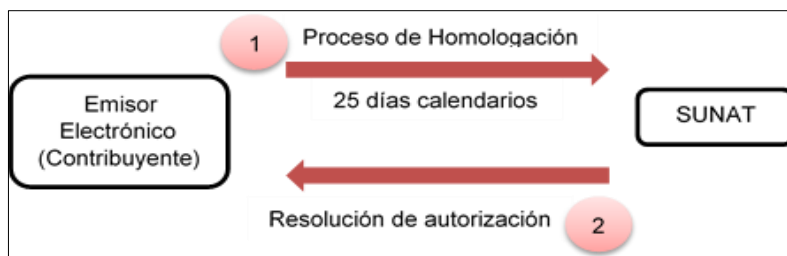 1
Proceso de Homologación
25 días calendarios
Emisor
Electrónico
(Contribuyente)
SUNAT
Resolución de autorización
2